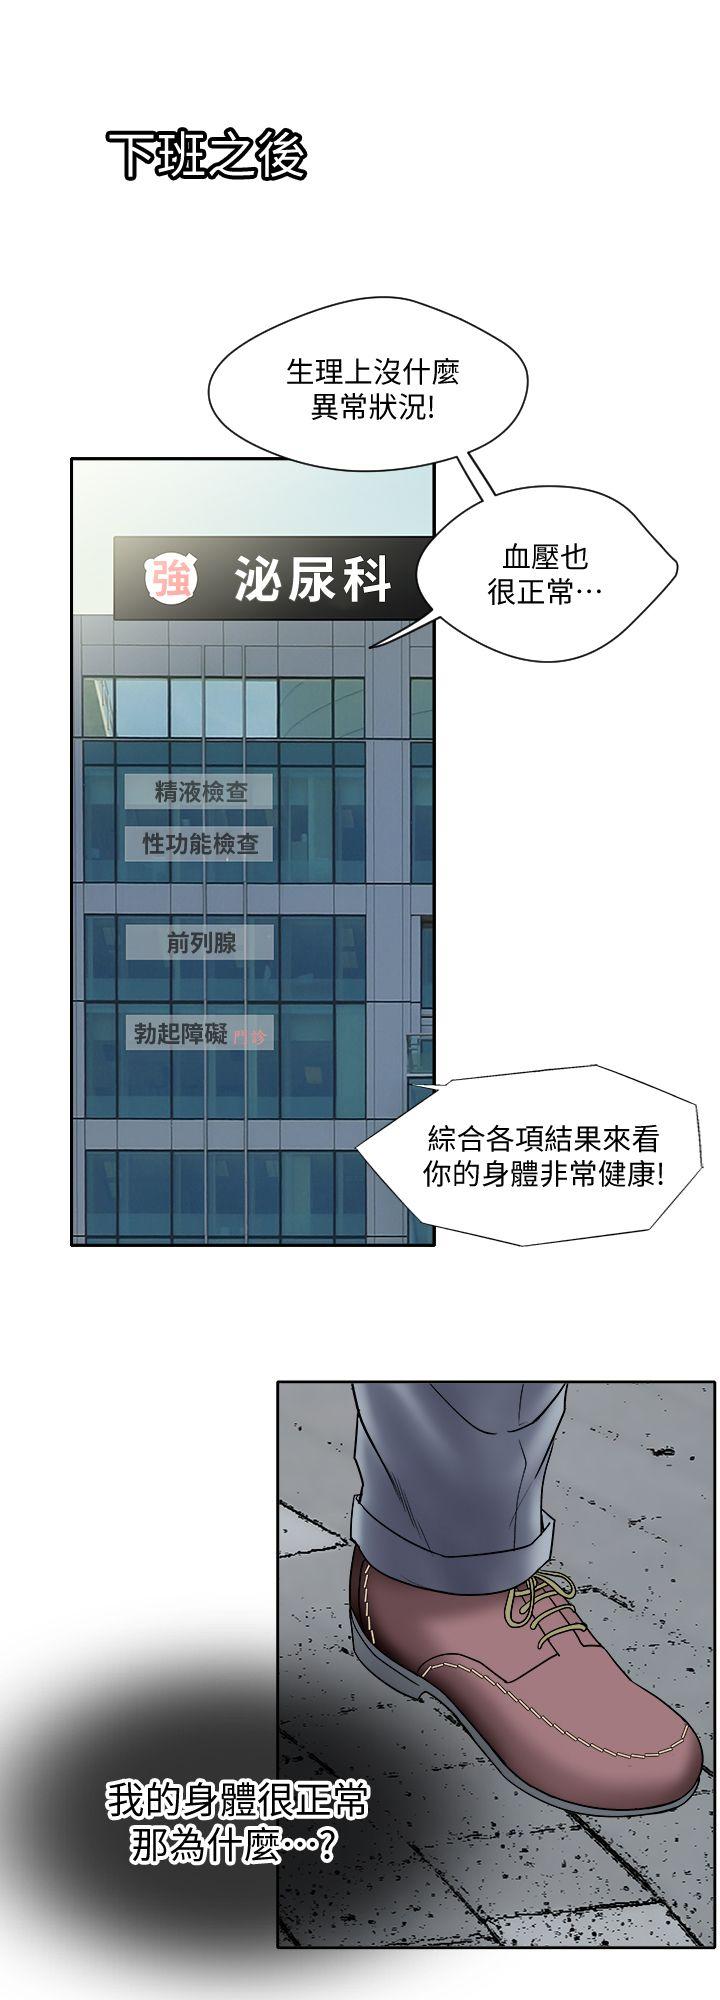 下班之後
生理上沒什麼
異常狀況!
血壓也
很正常⋯
強 泌尿科
精液檢查
性功能檢查
前列腺
勃起障礙 門診
綜合各項結果來看
你的身體非常健康!
我的身體很正常
那為什麼⋯?